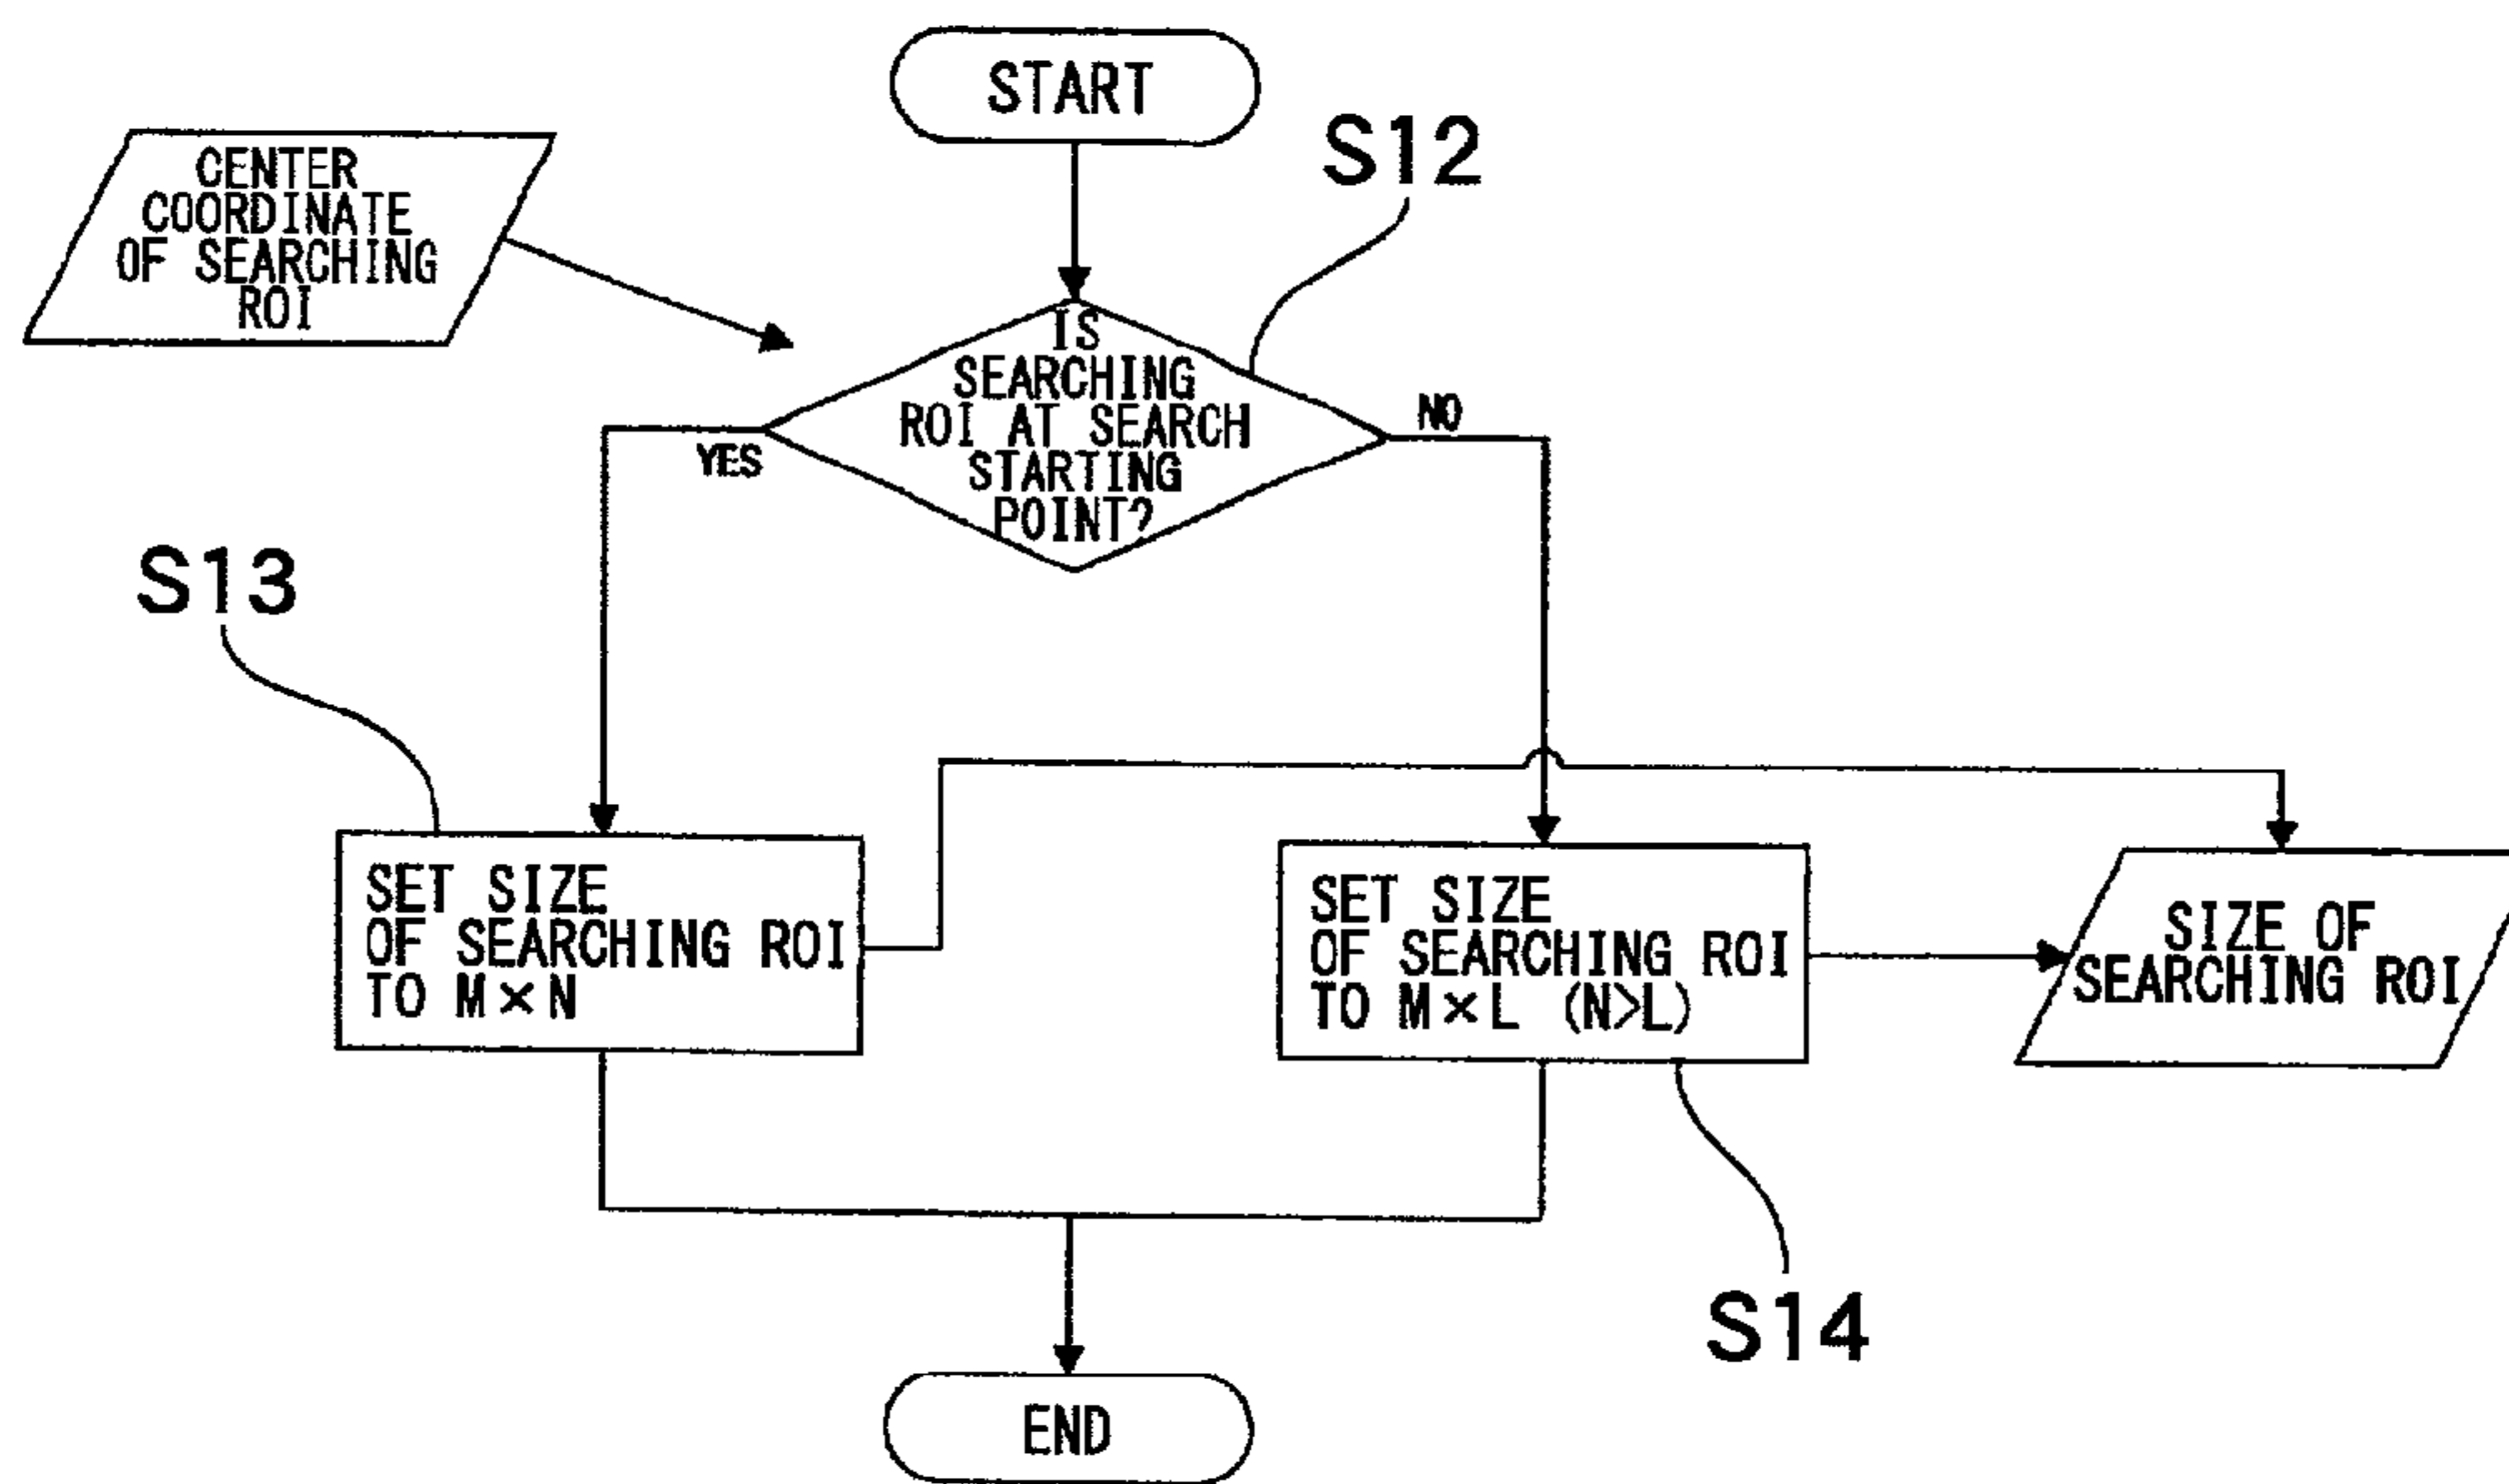 START
S12
CENTER
COORDINATE
OF SEARCHING
ROI
IS
SEARCHING
ROI AT SEARCH
STARTING
POINT?
YES
NO
S13
SET SIZE
OF SEARCHING ROI
TO M×N
SET SIZE
OF SEARCHING ROI
TO M×L (N>L)
SIZE OF
SEARCHING ROI
S14
END